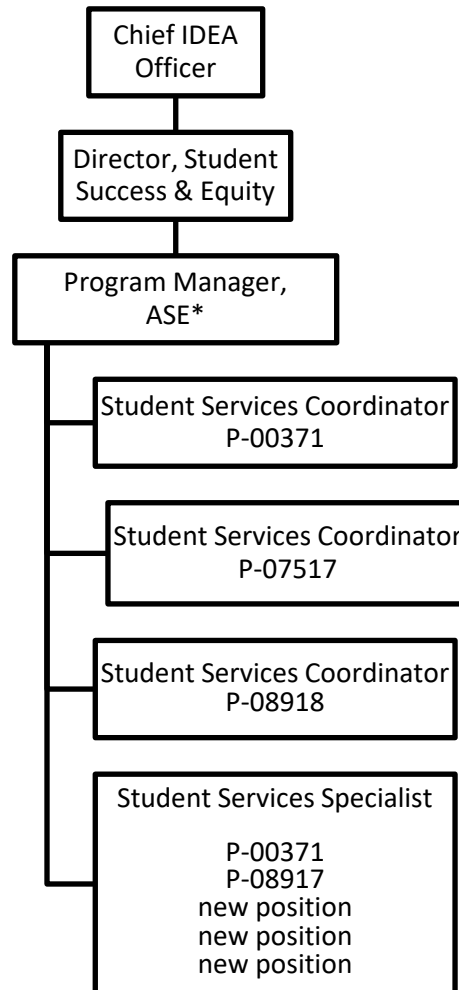 Chief IDEA
Officer
Director, Student
Success & Equity
Program Manager,
ASE*
Student Services Coordinator
P-00371
Student Services Coordinator
P-07517
Student Services Coordinator
P-08918
Student Services Specialist
P-00371
P-08917
new position
new position
new position